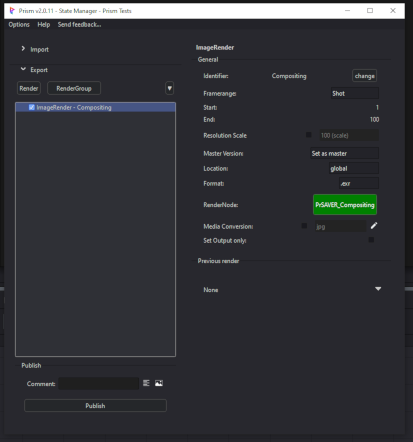 Prism v2.0.11 - State Manager - Prism Tests
Options Help Send feedback...
Import
Export
Render RenderGroup
ImageRender - Compositing
Publish
Comment:
Publish
ImageRender
General
Identifier: Compositing change
Framerange: Shot
Start: 1
End: 100
Resolution Scale 100 (scale)
Master Version: Set as master
Location: global
Format: .exr
RenderNode: PrSAVER_Compositing
Media Conversion: jpg
Set Output only:
Previous render
None